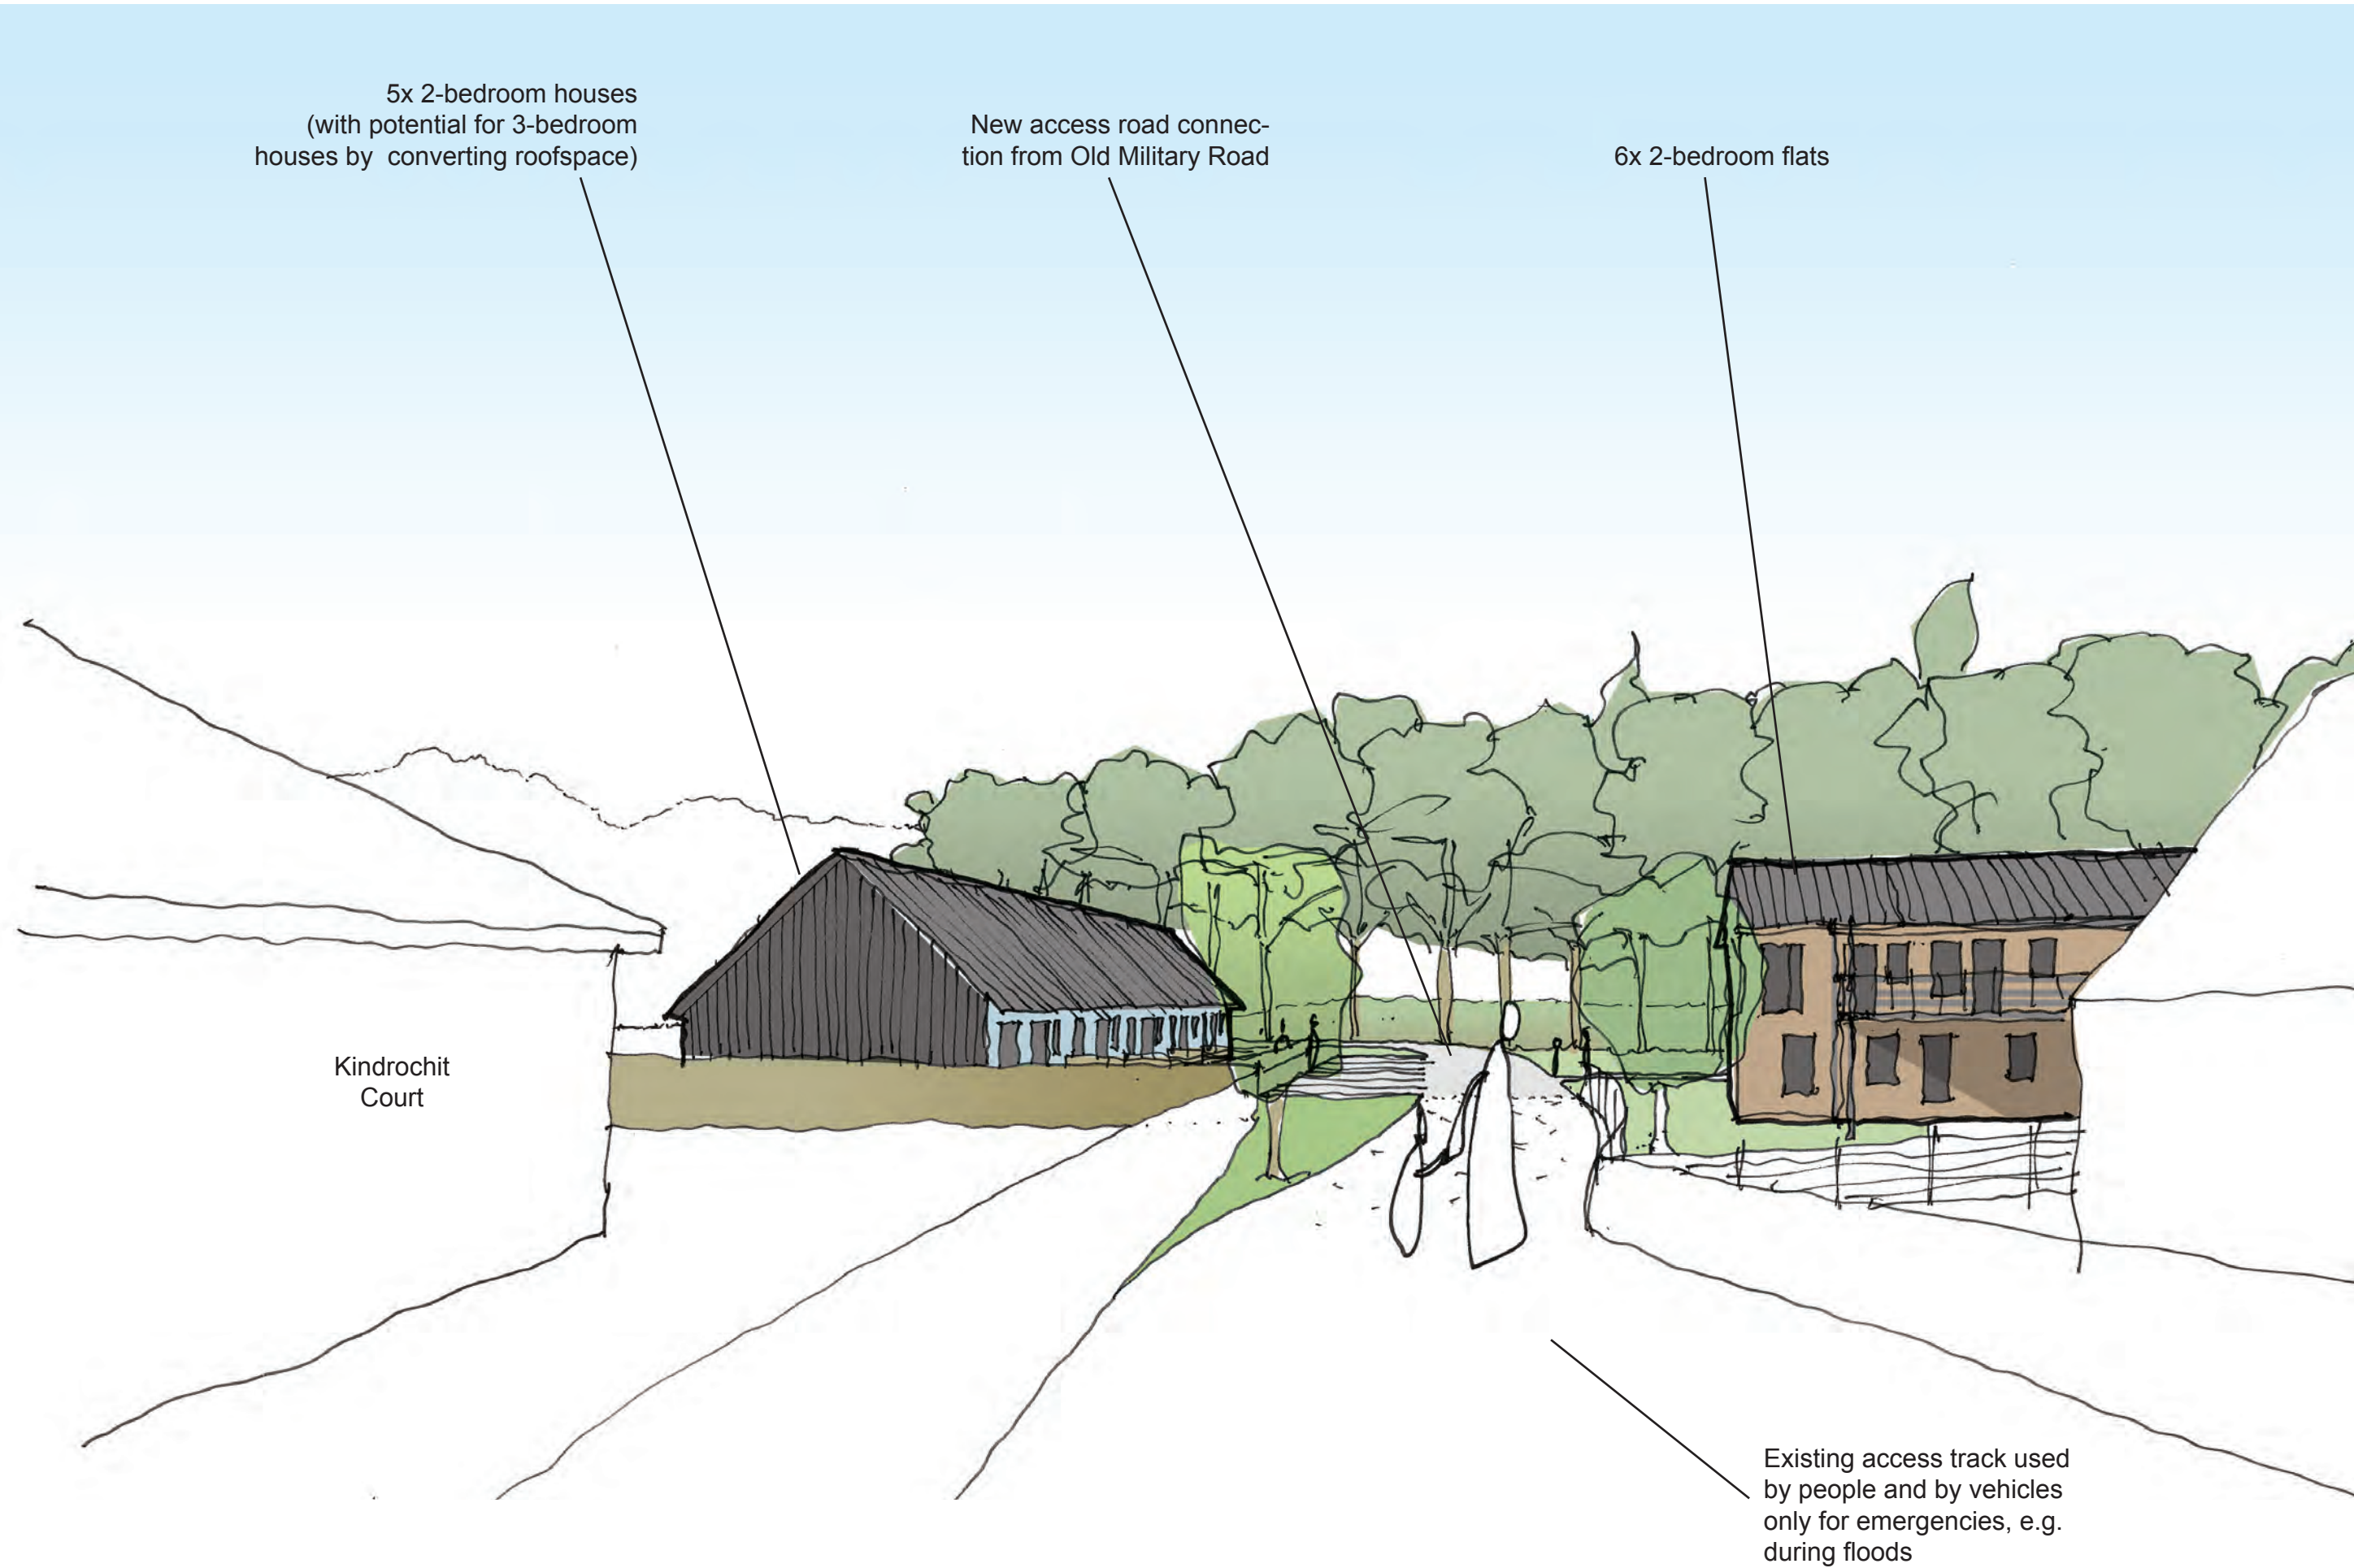 5x 2-bedroom houses
(with potential for 3-bedroom
houses by  converting roofspace)
New access road connec-
tion from Old Military Road
6x 2-bedroom flats
Kindrochit
Court
Existing access track used
by people and by vehicles
only for emergencies, e.g.
during floods